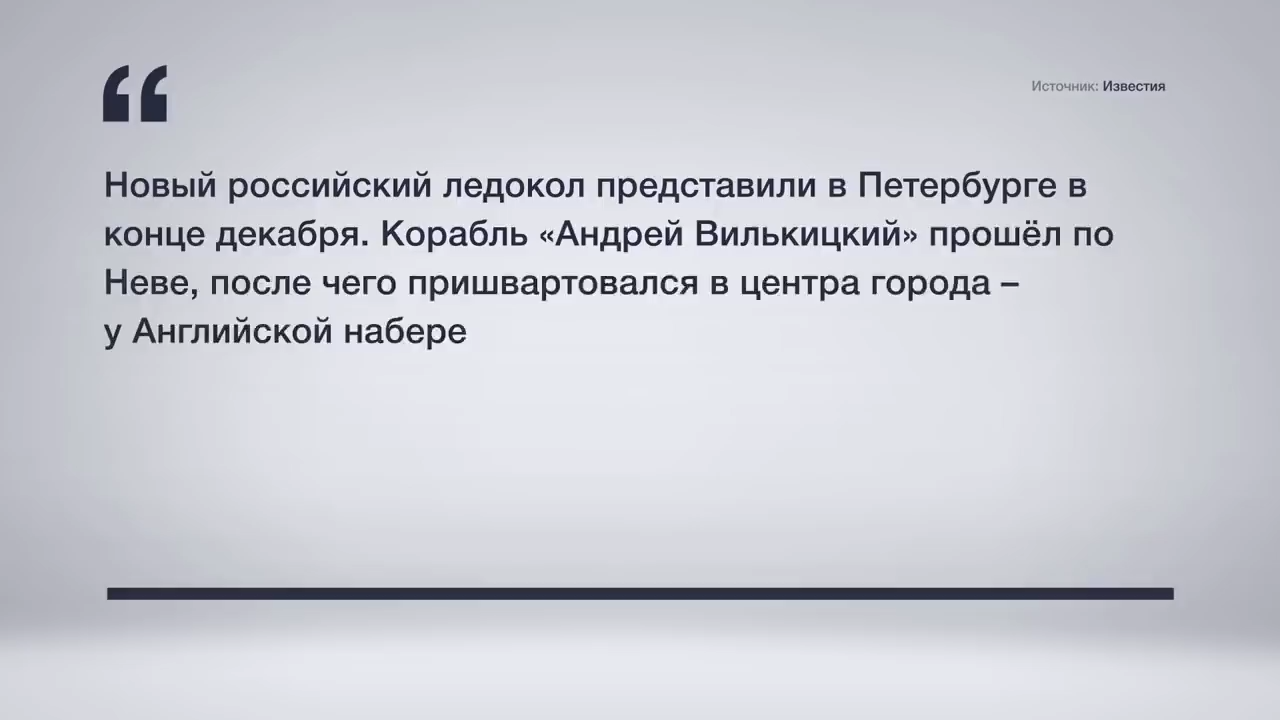 Источник: Известия
Новый российский ледокол представили в Петербурге в
конце декабря. Корабль «Андрей Вилькицкий» прошёл по
Неве, после чего пришвартовался в центра города –
у Английской набере